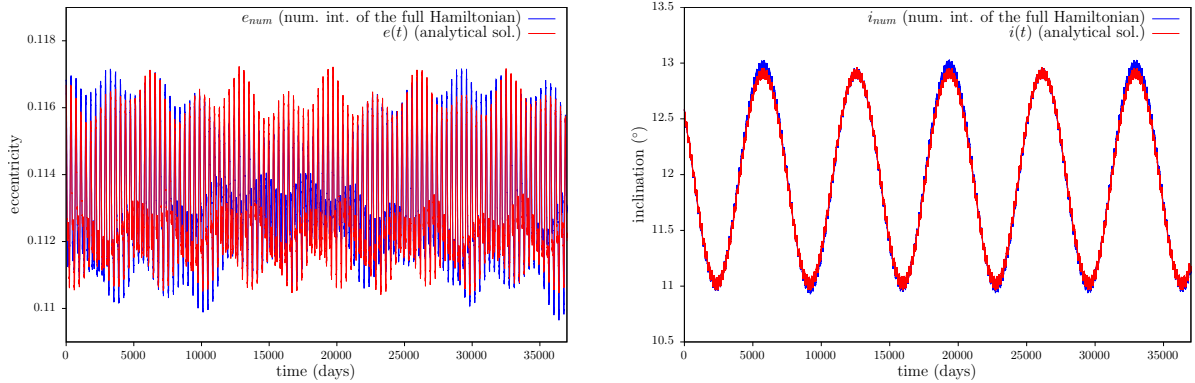 e_num (num. int. of the full Hamiltonian)
e(t) (analytical sol.)
0.118
0.116
0.114
0.112
0.11
eccentricity
0 5000 10000 15000 20000 25000 30000 35000
time (days)
i_num (num. int. of the full Hamiltonian)
i(t) (analytical sol.)
13.5
13
12.5
12
11.5
11
10.5
inclination (°)
0 5000 10000 15000 20000 25000 30000 35000
time (days)